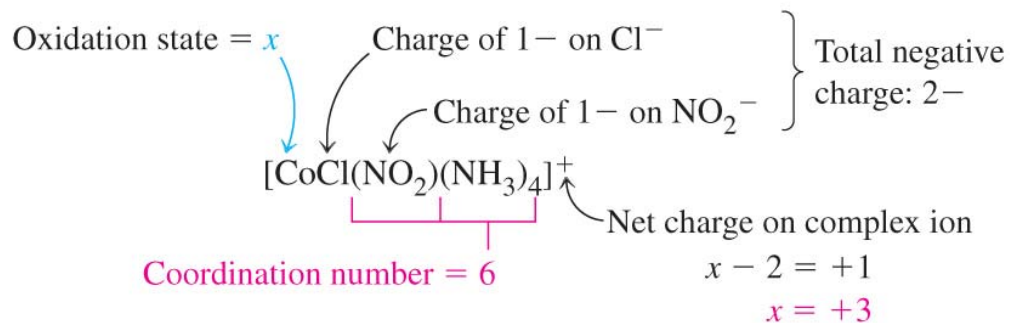 Oxidation state = x
Charge of 1− on Cl⁻
Total negative
charge: 2−
Charge of 1− on NO₂⁻
[CoCl(NO₂)(NH₃)₄]⁺
Net charge on complex ion
Coordination number = 6
x − 2 = +1
x = +3